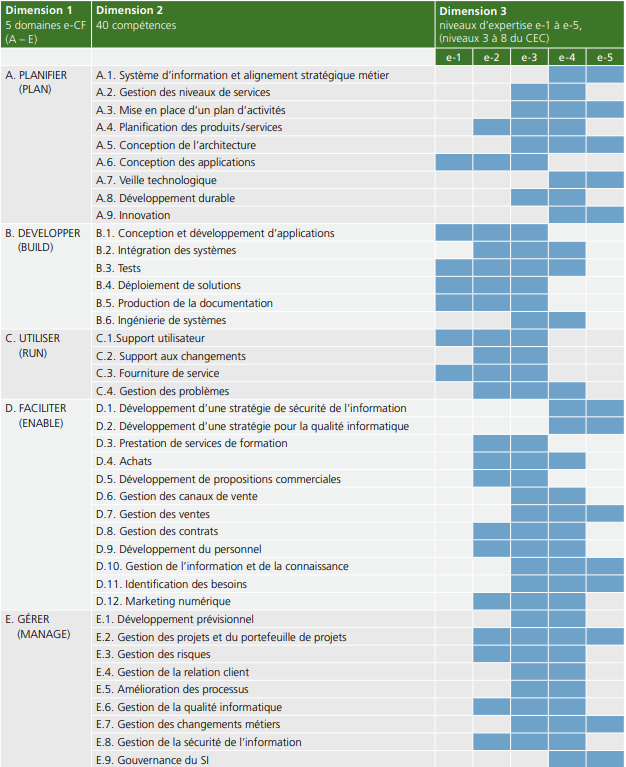 Dimension 1
5 domaines e-CF
(A – E)
Dimension 2
40 compétences
Dimension 3
niveaux d’expertise e-1 à e-5,
(niveaux 3 à 8 du CEC)
e-1 e-2 e-3 e-4 e-5
A. PLANIFIER
(PLAN)
A.1. Système d’information et alignement stratégique métier
A.2. Gestion des niveaux de services
A.3. Mise en place d’un plan d’activités
A.4. Planification des produits/services
A.5. Conception de l’architecture
A.6. Conception des applications
A.7. Veille technologique
A.8. Développement durable
A.9. Innovation
B. DEVELOPPER
(BUILD)
B.1. Conception et développement d’applications
B.2. Intégration des systèmes
B.3. Tests
B.4. Déploiement de solutions
B.5. Production de la documentation
B.6. Ingénierie de systèmes
C. UTILISER
(RUN)
C.1.Support utilisateur
C.2. Support aux changements
C.3. Fourniture de service
C.4. Gestion des problèmes
D. FACILITER
(ENABLE)
D.1. Développement d’une stratégie de sécurité de l’information
D.2. Développement d’une stratégie pour la qualité informatique
D.3. Prestation de services de formation
D.4. Achats
D.5. Développement de propositions commerciales
D.6. Gestion des canaux de vente
D.7. Gestion des ventes
D.8. Gestion des contrats
D.9. Développement du personnel
D.10. Gestion de l’information et de la connaissance
D.11. Identification des besoins
D.12. Marketing numérique
E. GÉRER
(MANAGE)
E.1. Développement prévisionnel
E.2. Gestion des projets et du portefeuille de projets
E.3. Gestion des risques
E.4. Gestion de la relation client
E.5. Amélioration des processus
E.6. Gestion de la qualité informatique
E.7. Gestion des changements métiers
E.8. Gestion de la sécurité de l’information
E.9. Gouvernance du SI